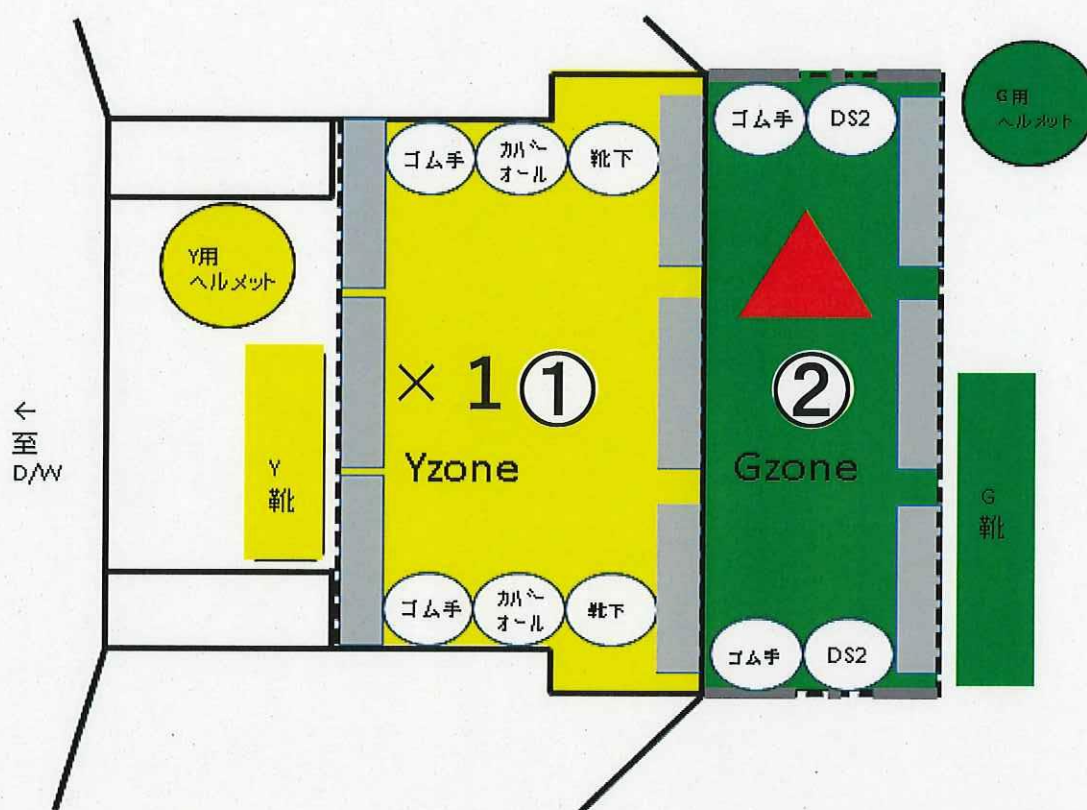 ゴム手
カバー
オール
靴下
ゴム手
DS2
G用
ヘルメット
Y用
ヘルメット
← 
至
D/W
× 1 ①
Yzone
②
Gzone
Y
靴
G
靴
ゴム手
カバー
オール
靴下
ゴム手
DS2